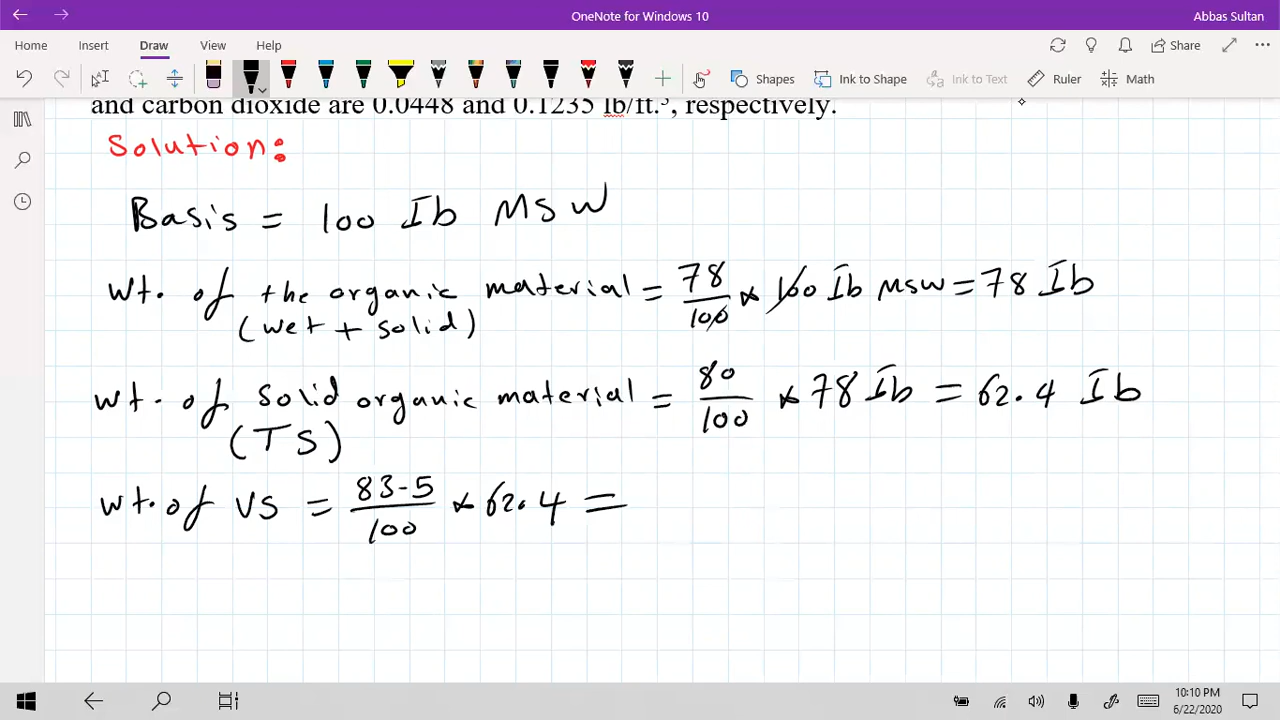 OneNote for Windows 10
Abbas Sultan
Home Insert Draw View Help
Share
Shapes Ink to Shape Ink to Text Ruler Math
and carbon dioxide are 0.0448 and 0.1235 lb/ft.³, respectively.
Solution:
Basis = 100 Ib MSW
wt. of the organic material = 78/100 * 100 Ib MSW = 78 Ib
(wet + solid)
wt. of solid organic material = 80/100 * 78 Ib = 62.4 Ib
(TS)
wt. of VS = 83-5/100 * 62.4 =
10:10 PM
6/22/2020